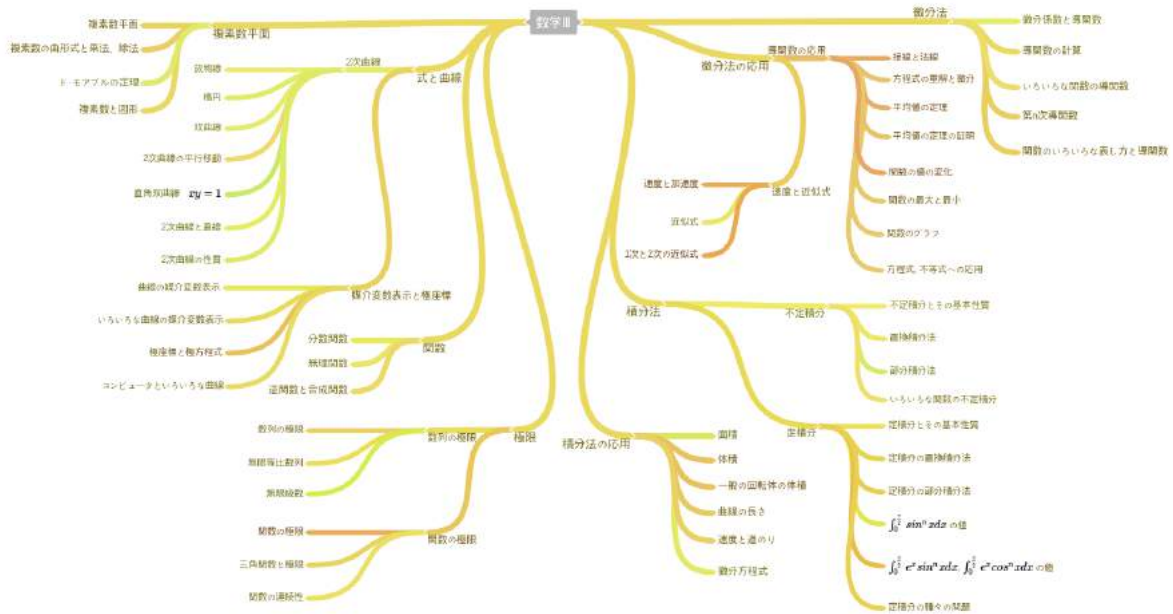 数学Ⅲ
複素数平面
複素数平面
複素数の曲形式と乗法、除法
ド・モアブルの定理
複素数と図形
式と曲線
2次曲線
放物線
楕円
双曲線
2次曲線の平行移動
直角双曲線 xy = 1
2次曲線と直線
2次曲線の性質
媒介変数表示と極座標
曲線の媒介変数表示
いろいろな曲線の媒介変数表示
極座標と極方程式
コンピュータといろいろな曲線
関数
分数関数
無理関数
逆関数と合成関数
極限
数列の極限
数列の極限
無限等比数列
無限級数
関数の極限
関数の極限
三角関数と極限
関数の連続性
微分法
微分係数と導関数
導関数の計算
いろいろな関数の導関数
第n次導関数
関数のいろいろな表し方と導関数
微分法の応用
導関数の応用
接線と法線
方程式の重解と微分
平均値の定理
平均値の定理の証明
関数の値の変化
関数の最大と最小
関数のグラフ
方程式、不等式への応用
速度と近似式
速度と加速度
近似式
1次と2次の近似式
積分法
不定積分
不定積分とその基本性質
置換積分法
部分積分法
いろいろな関数の不定積分
定積分
定積分とその基本性質
定積分の置換積分法
定積分の部分積分法
∫₀^{π/2} sinⁿ xdx の値
∫₀^{π/2} eˣsinⁿxdx, ∫₀^{π/2} eˣcosⁿxdx の値
定積分の種々の問題
積分法の応用
面積
体積
一般の回転体の体積
曲線の長さ
速度と道のり
微分方程式